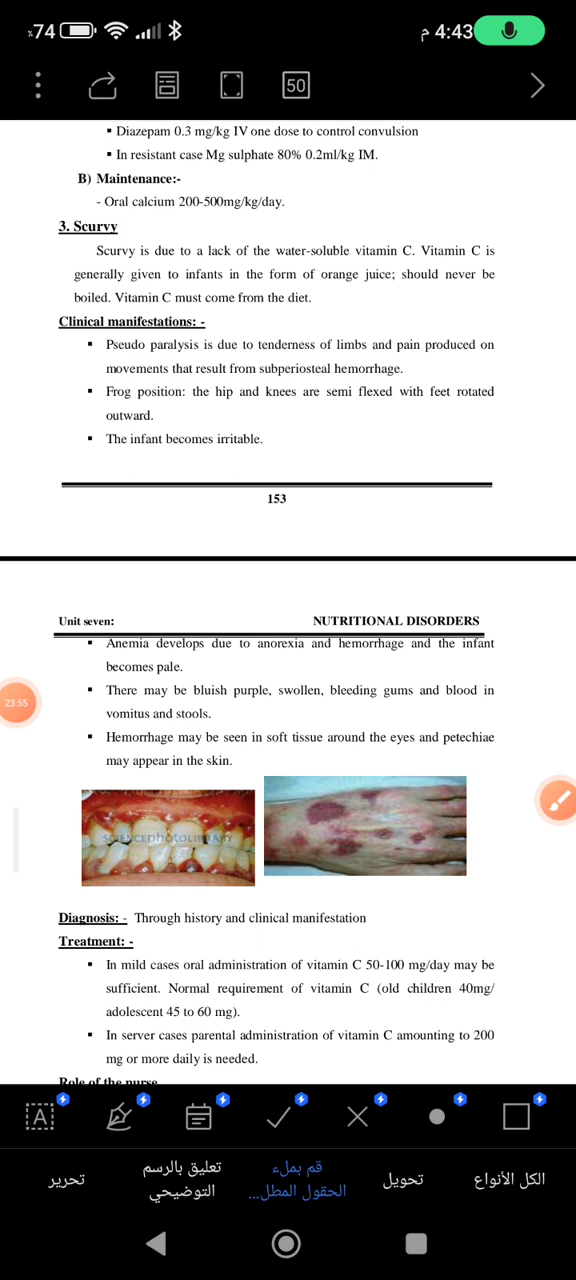 %74
4:43 م
50
▪ Diazepam 0.3 mg/kg IV one dose to control convulsion
▪ In resistant case Mg sulphate 80% 0.2ml/kg IM.
B) Maintenance:-
- Oral calcium 200-500mg/kg/day.
3. Scurvy
Scurvy is due to a lack of the water-soluble vitamin C. Vitamin C is
generally given to infants in the form of orange juice; should never be
boiled. Vitamin C must come from the diet.
Clinical manifestations: -
▪ Pseudo paralysis is due to tenderness of limbs and pain produced on
movements that result from subperiosteal hemorrhage.
▪ Frog position: the hip and knees are semi flexed with feet rotated
outward.
▪ The infant becomes irritable.
153
Unit seven: NUTRITIONAL DISORDERS
▪ Anemia develops due to anorexia and hemorrhage and the infant
becomes pale.
▪ There may be bluish purple, swollen, bleeding gums and blood in
vomitus and stools.
23:55
▪ Hemorrhage may be seen in soft tissue around the eyes and petechiae
may appear in the skin.
SCIENCEphotOLIBRARY
Diagnosis: - Through history and clinical manifestation
Treatment: -
▪ In mild cases oral administration of vitamin C 50-100 mg/day may be
sufficient. Normal requirement of vitamin C (old children 40mg/
adolescent 45 to 60 mg).
▪ In server cases parental administration of vitamin C amounting to 200
mg or more daily is needed.
Role of the nurse
A
الكل الأنواع
تحويل
قم بملء
الحقول المطل...
تعليق بالرسم
التوضيحي
تحرير